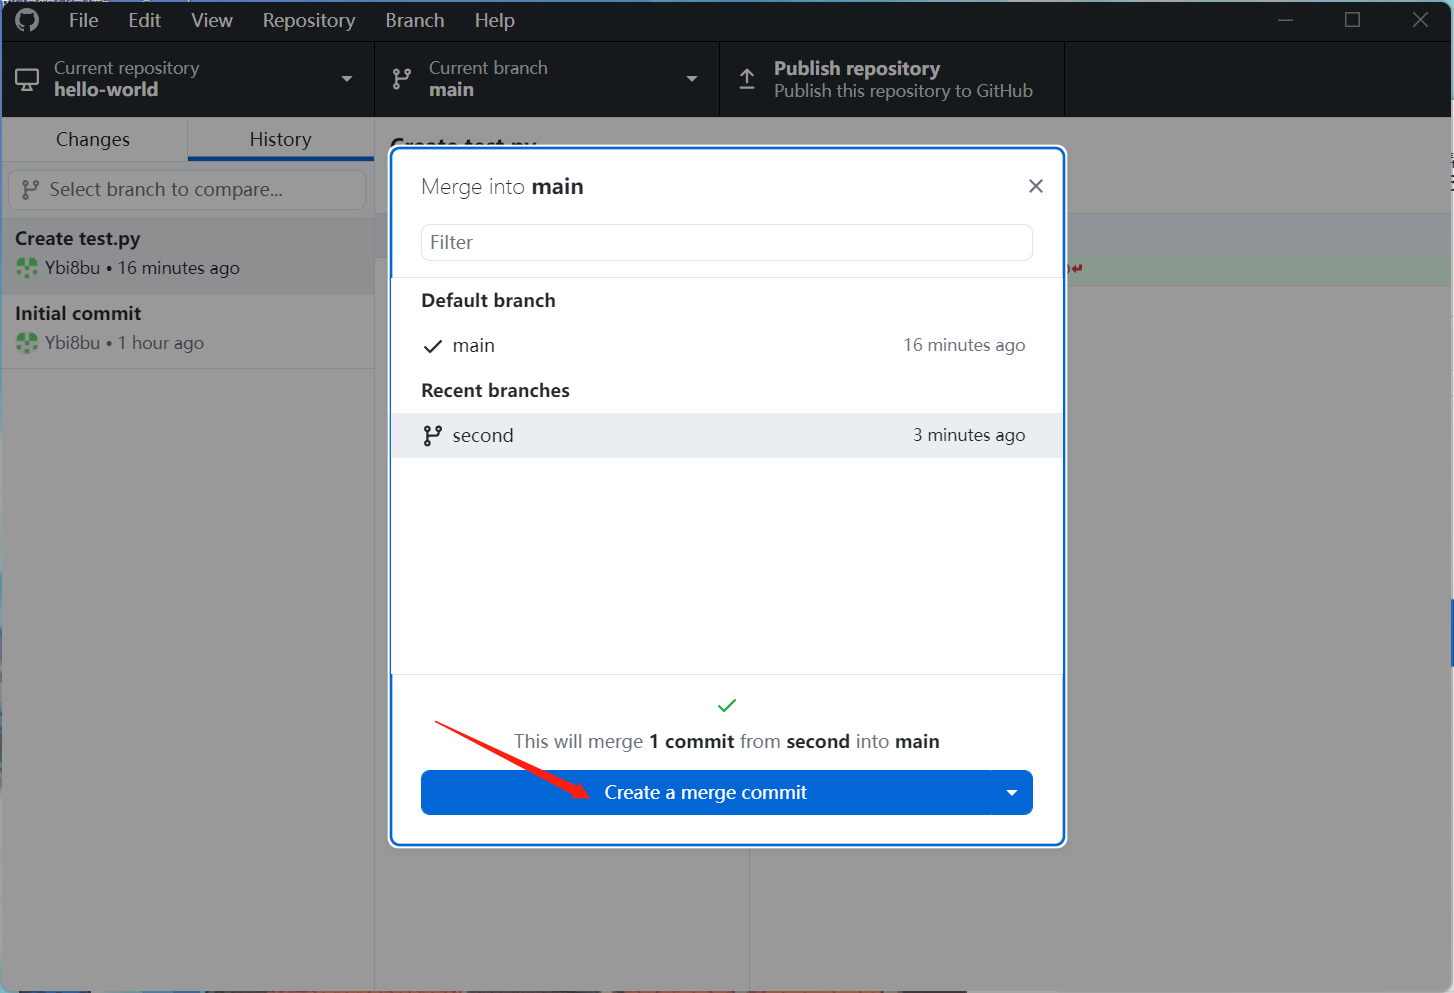 File Edit View Repository Branch Help
Current repository
hello-world
Current branch
main
Publish repository
Publish this repository to GitHub
Changes
History
Select branch to compare...
Create test.py
Ybi8bu • 16 minutes ago
Initial commit
Ybi8bu • 1 hour ago
Create test.py
Merge into main
Filter
Default branch
main 16 minutes ago
Recent branches
second 3 minutes ago
This will merge 1 commit from second into main
Create a merge commit